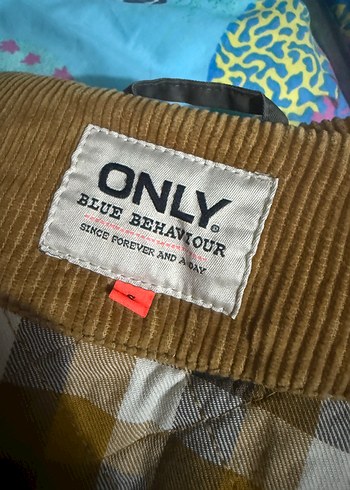 ONLY®
BLUE BEHAVIOUR
SINCE FOREVER AND A DAY